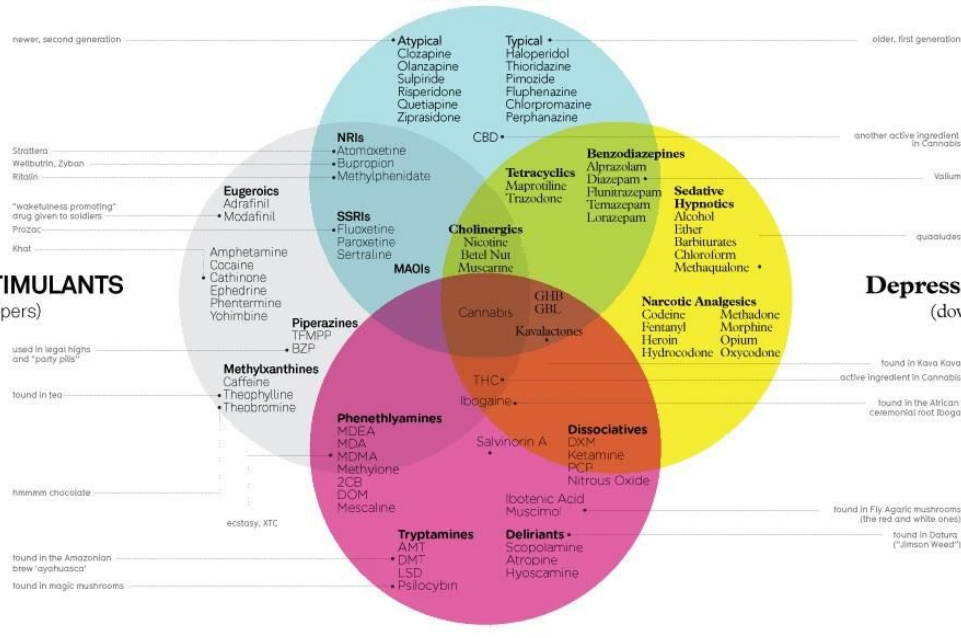 newer, second generation
Atypical
Clozapine
Olanzapine
Sulpiride
Risperidone
Quetiapine
Ziprasidone
Typical
Haloperidol
Thioridazine
Pimozide
Fluphenazine
Chlorpromazine
Perphanazine
older, first generation
CBD
another active ingredient
in Cannabis
NRIs
Atomoxetine
Bupropion
Methylphenidate
Strattera
Wellbutrin, Zyban
Ritalin
SSRIs
Fluoxetine
Paroxetine
Sertraline
Prozac
MAOIs
Tetracyclics
Maprotiline
Trazodone
Benzodiazepines
Alprazolam
Diazepam
Flunitrazepam
Temazepam
Lorazepam
Valium
Sedative
Hypnotics
Alcohol
Ether
Barbiturates
Chloroform
Methaqualone
quaaludes
Eugeroics
Adrafinil
Modafinil
"wakefulness promoting"
drug given to soldiers
Amphetamine
Cocaine
Cathinone
Ephedrine
Phentermine
Yohimbine
Khat
TIMULANTS
pers)
Depress
(dov
Cholinergics
Nicotine
Betel Nut
Muscarine
Narcotic Analgesics
Codeine
Fentanyl
Heroin
Hydrocodone
Methadone
Morphine
Opium
Oxycodone
Cannabis
GHB
GBL
Kavalactones
found in Kava Kava
Piperazines
TFMPP
BZP
used in legal highs
and "party pills"
Methylxanthines
Caffeine
Theophylline
Theobromine
found in tea
hmmmm chocolate
THC
active ingredient in Cannabis
Ibogaine
found in the African
ceremonial root Iboga
Phenethlyamines
MDEA
MDA
MDMA
Methylone
2CB
DOM
Mescaline
ecstasy, XTC
Salvinorin A
Dissociatives
DXM
Ketamine
PCP
Nitrous Oxide
Ibotenic Acid
Muscimol
found in Fly Agaric mushrooms
(the red and white ones)
Tryptamines
AMT
DMT
LSD
Psilocybin
found in the Amazonian
brew 'ayahuasca'
found in magic mushrooms
Deliriants
Scopolamine
Atropine
Hyoscamine
found in Datura
("Jimson Weed")